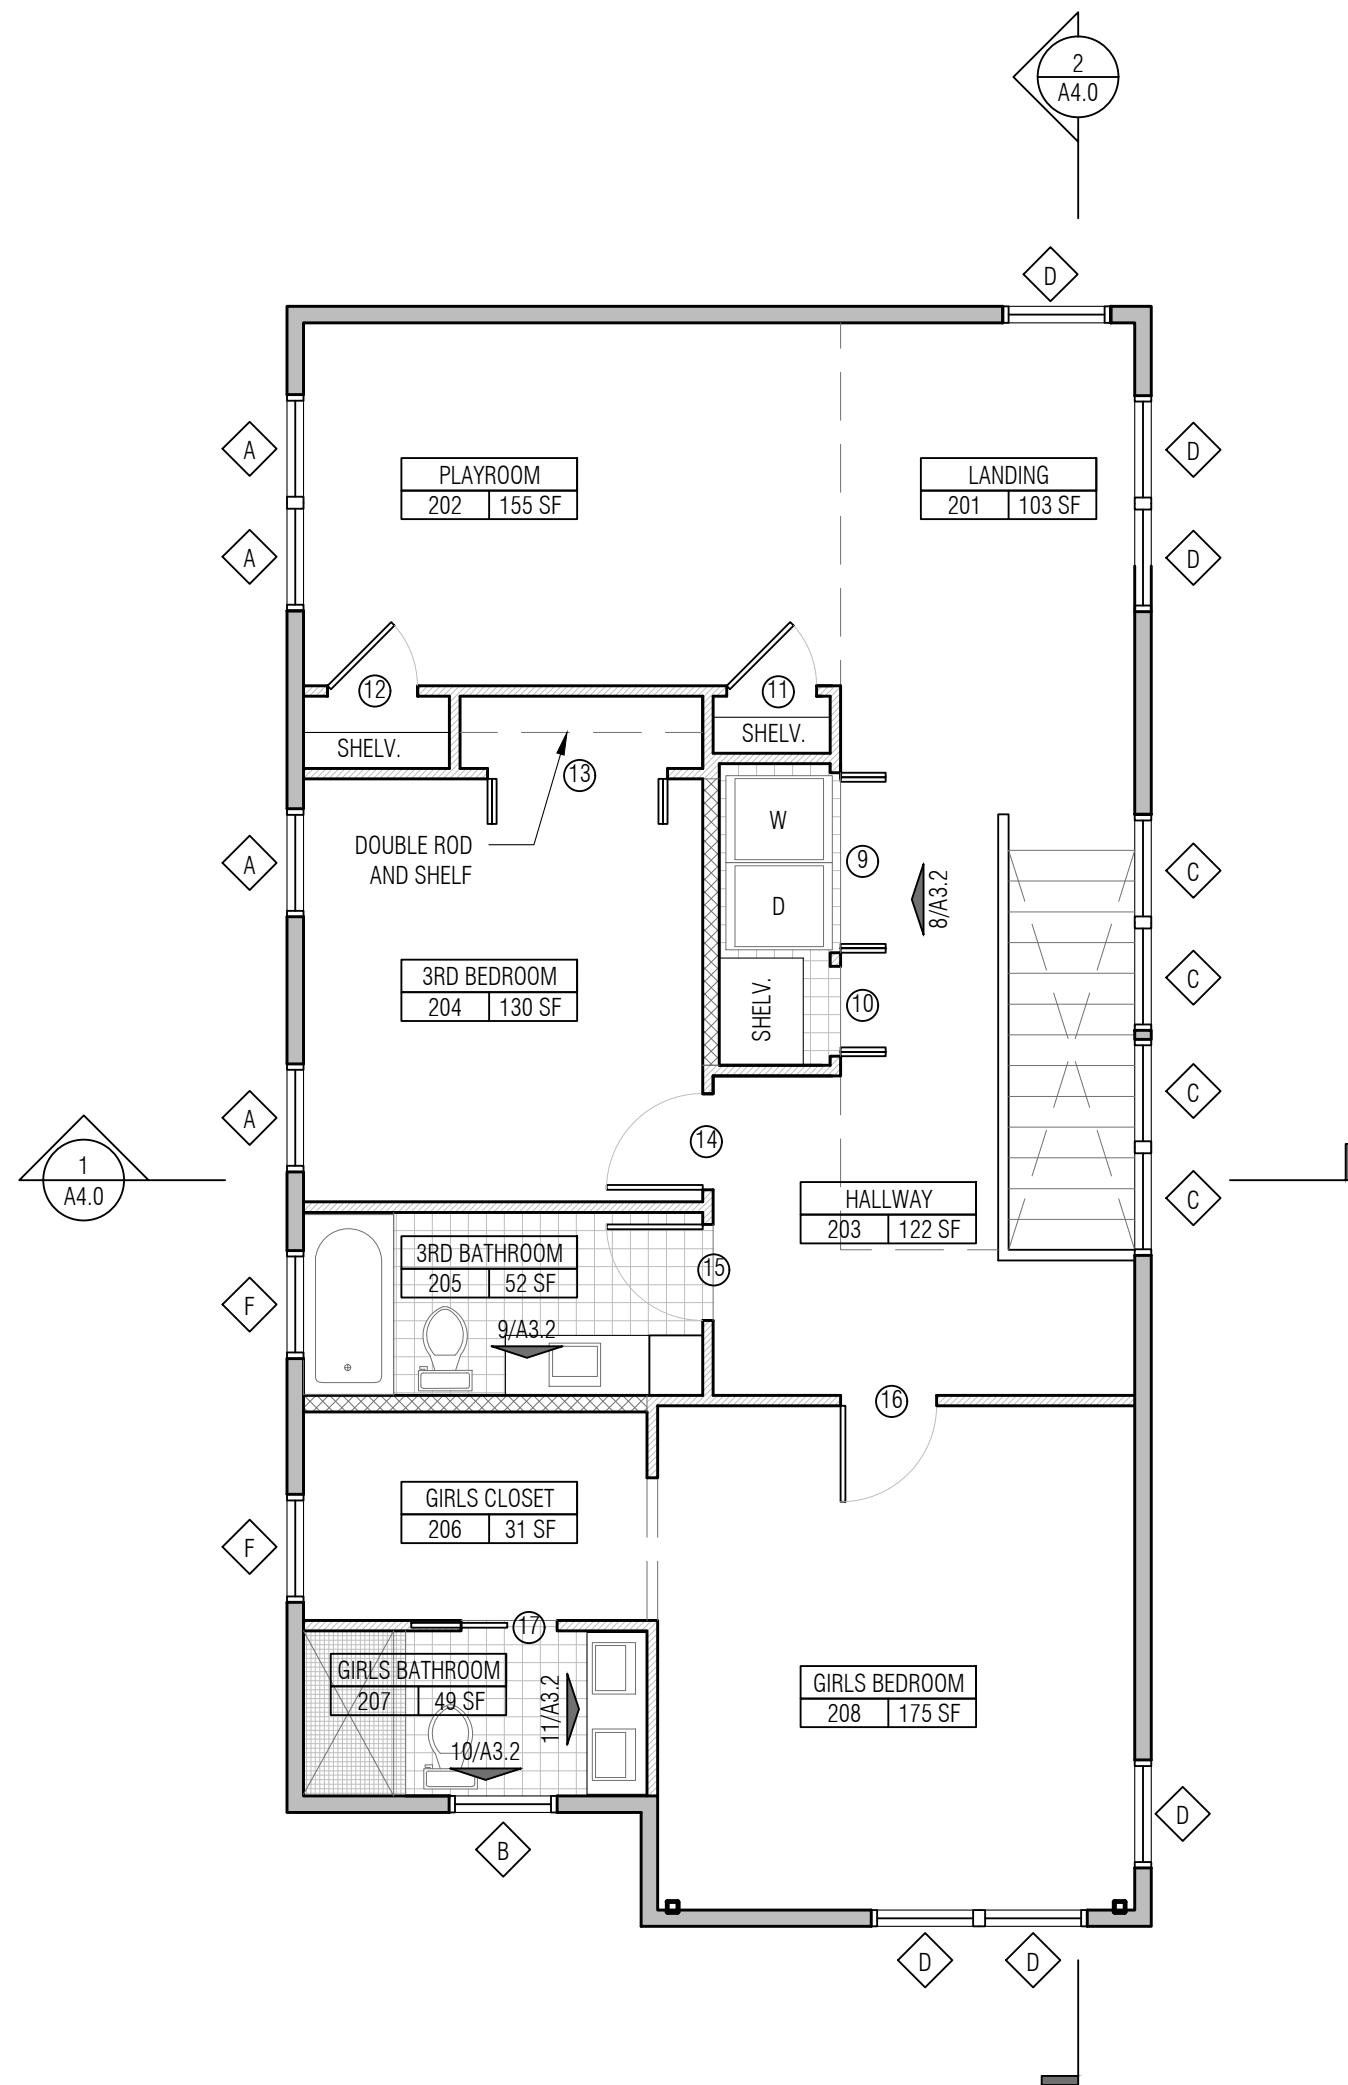 2
A4.0
D
A
PLAYROOM
202 155 SF
LANDING
201 103 SF
D
A
D
12
11
SHELV.
SHELV.
13
DOUBLE ROD
AND SHELF
W
9
A
D
8/A3.2
C
3RD BEDROOM
204 130 SF
SHELV.
10
C
A
14
C
1
A4.0
HALLWAY
203 122 SF
C
3RD BATHROOM
205 52 SF
15
F
9/A3.2
16
GIRLS CLOSET
206 31 SF
F
17
GIRLS BATHROOM
207 49 SF
11/A3.2
GIRLS BEDROOM
208 175 SF
10/A3.2
B
D
D
D